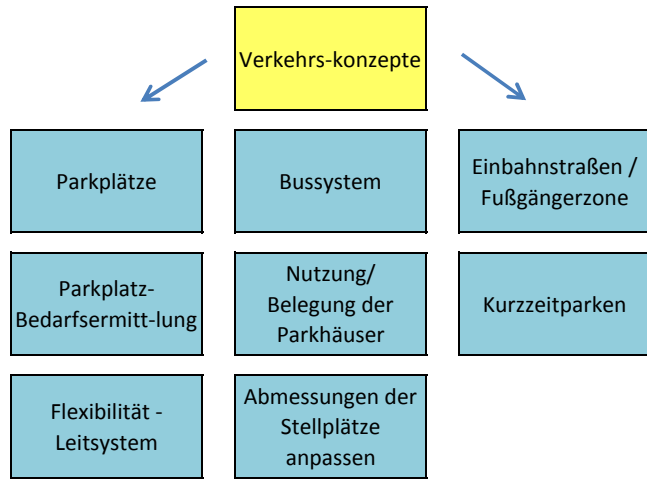 Verkehrs-konzepte
Parkplätze
Bussystem
Einbahnstraßen /
Fußgängerzone
Parkplatz-
Bedarfsermitt-lung
Nutzung/
Belegung der
Parkhäuser
Kurzzeitparken
Flexibilität -
Leitsystem
Abmessungen der
Stellplätze
anpassen